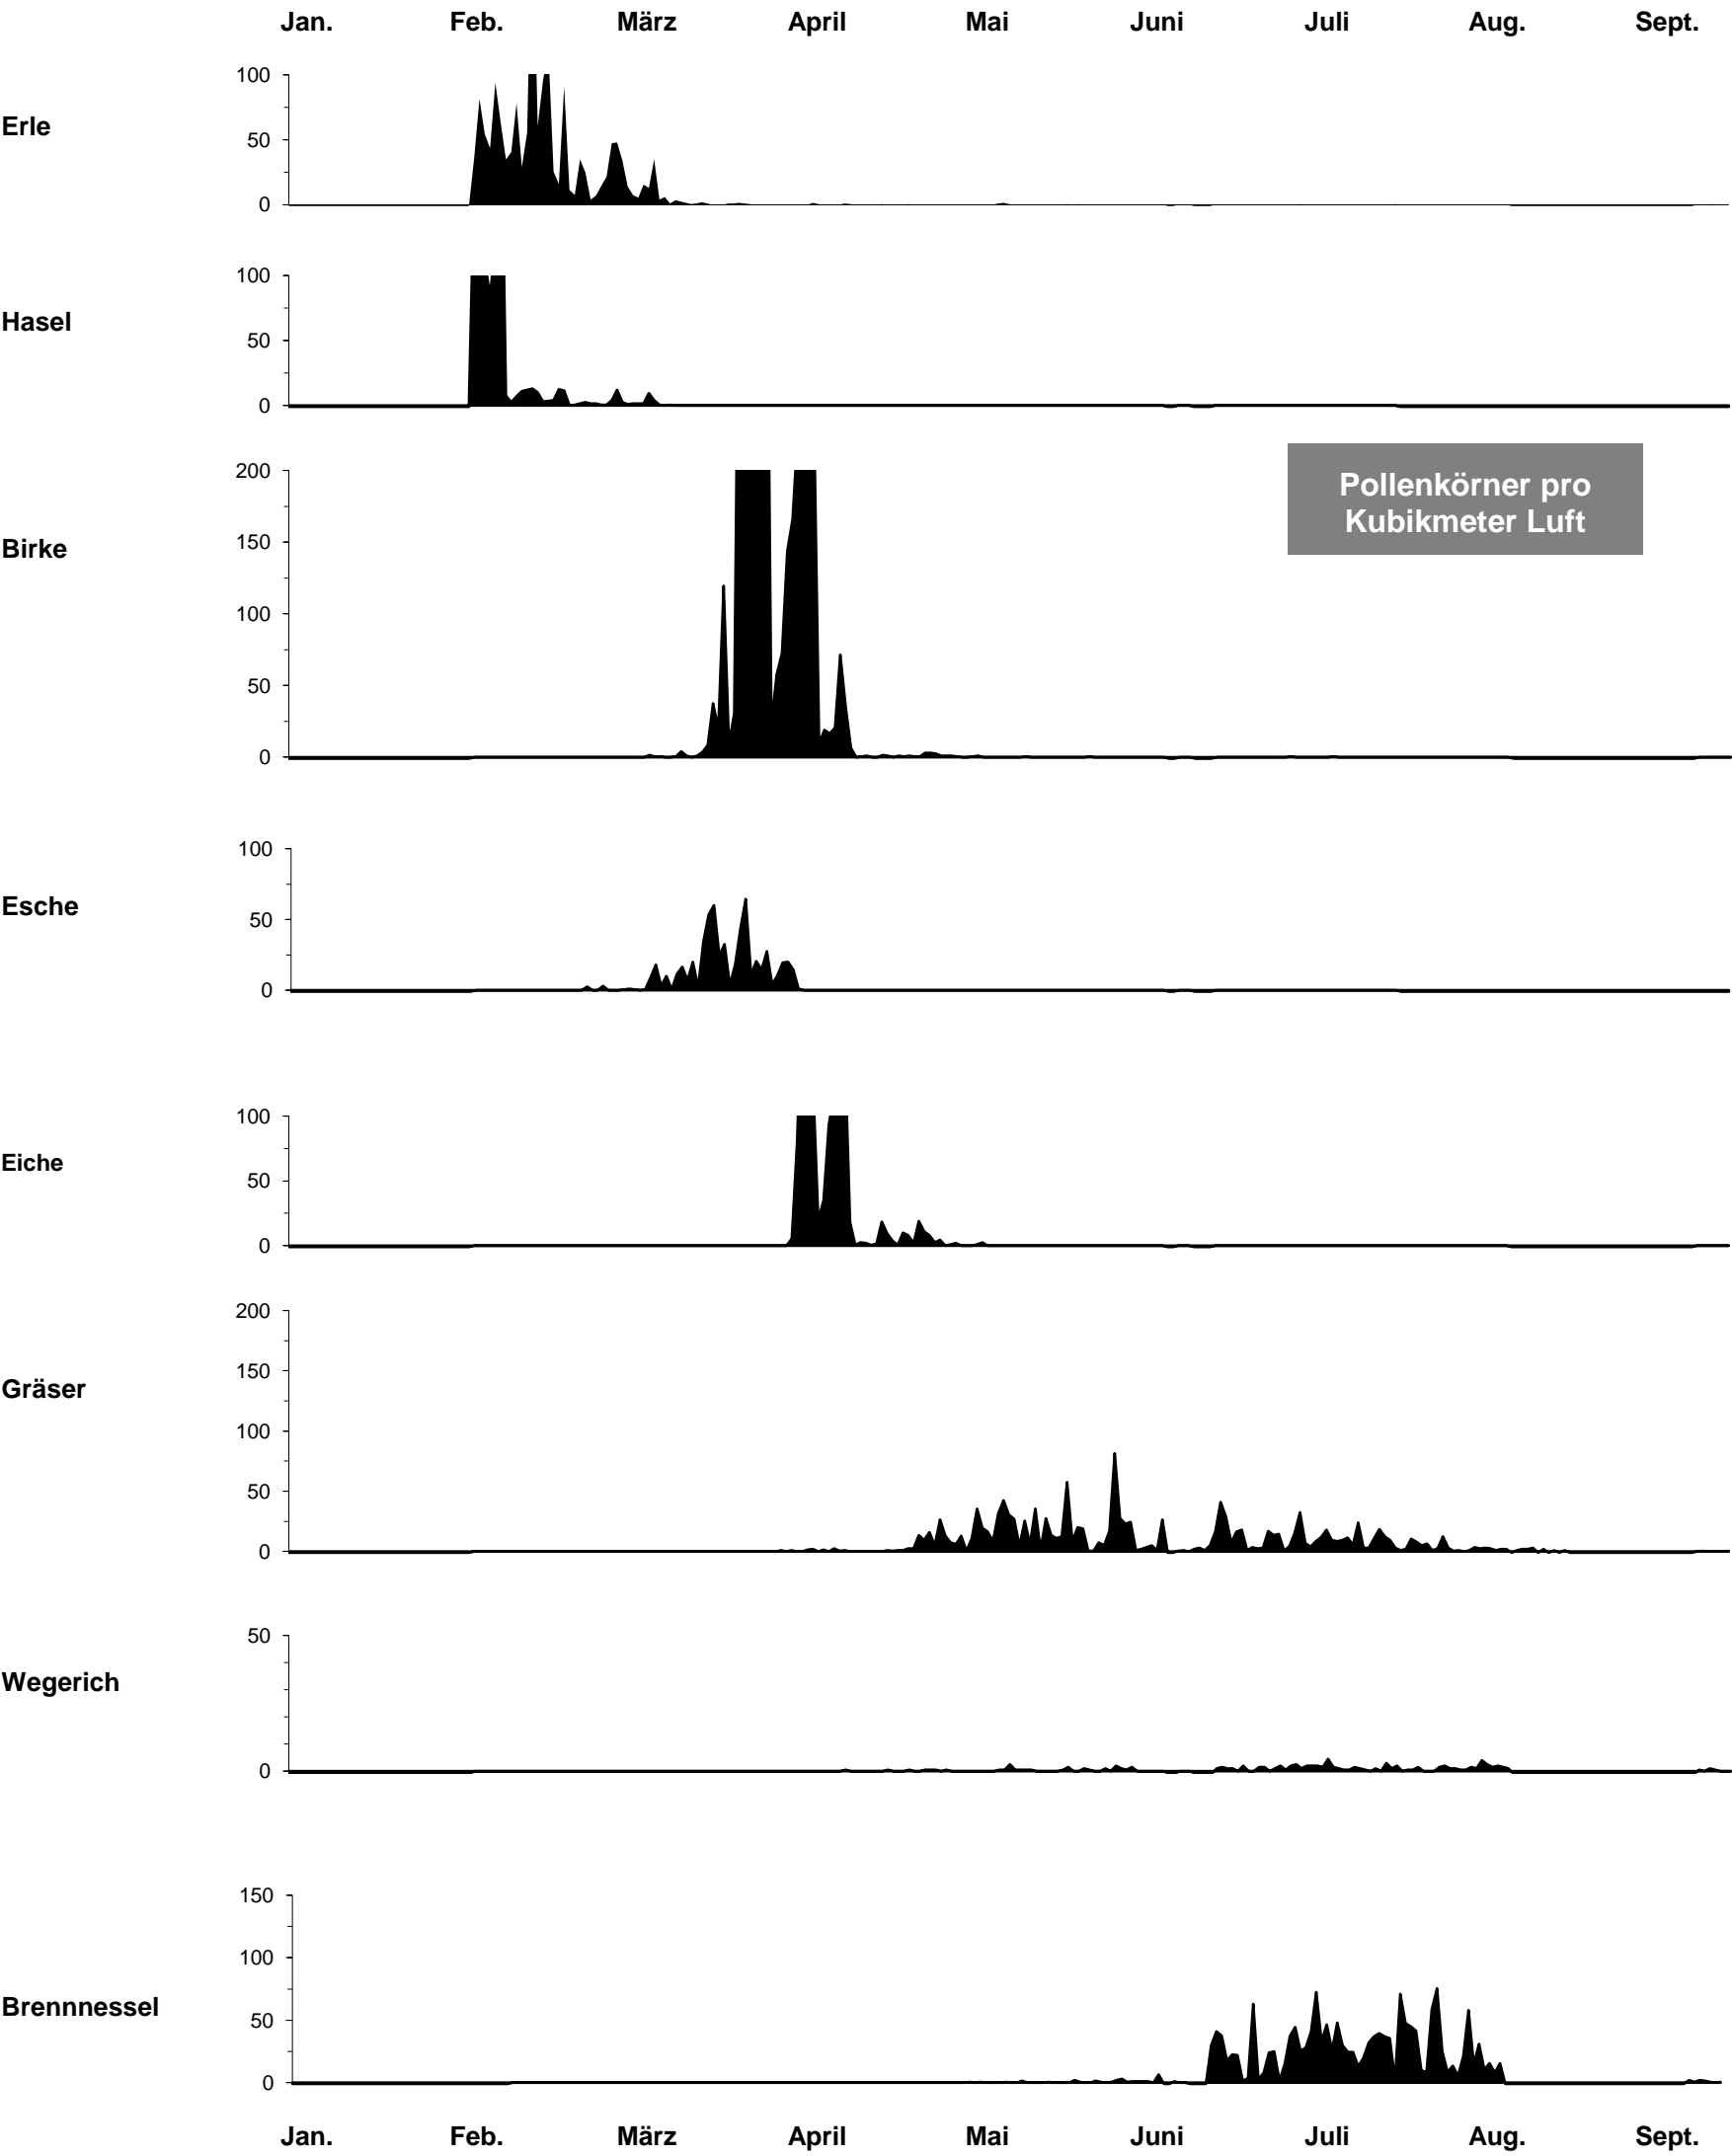 Jan. Feb. März April Mai Juni Juli Aug. Sept.
100
Erle
50
0
100
Hasel
50
0
200
Pollenkörner pro
Kubikmeter Luft
150
Birke
100
50
0
100
Esche
50
0
100
Eiche
50
0
200
150
Gräser
100
50
0
50
Wegerich
0
150
100
Brennnessel
50
0
Jan. Feb. März April Mai Juni Juli Aug. Sept.